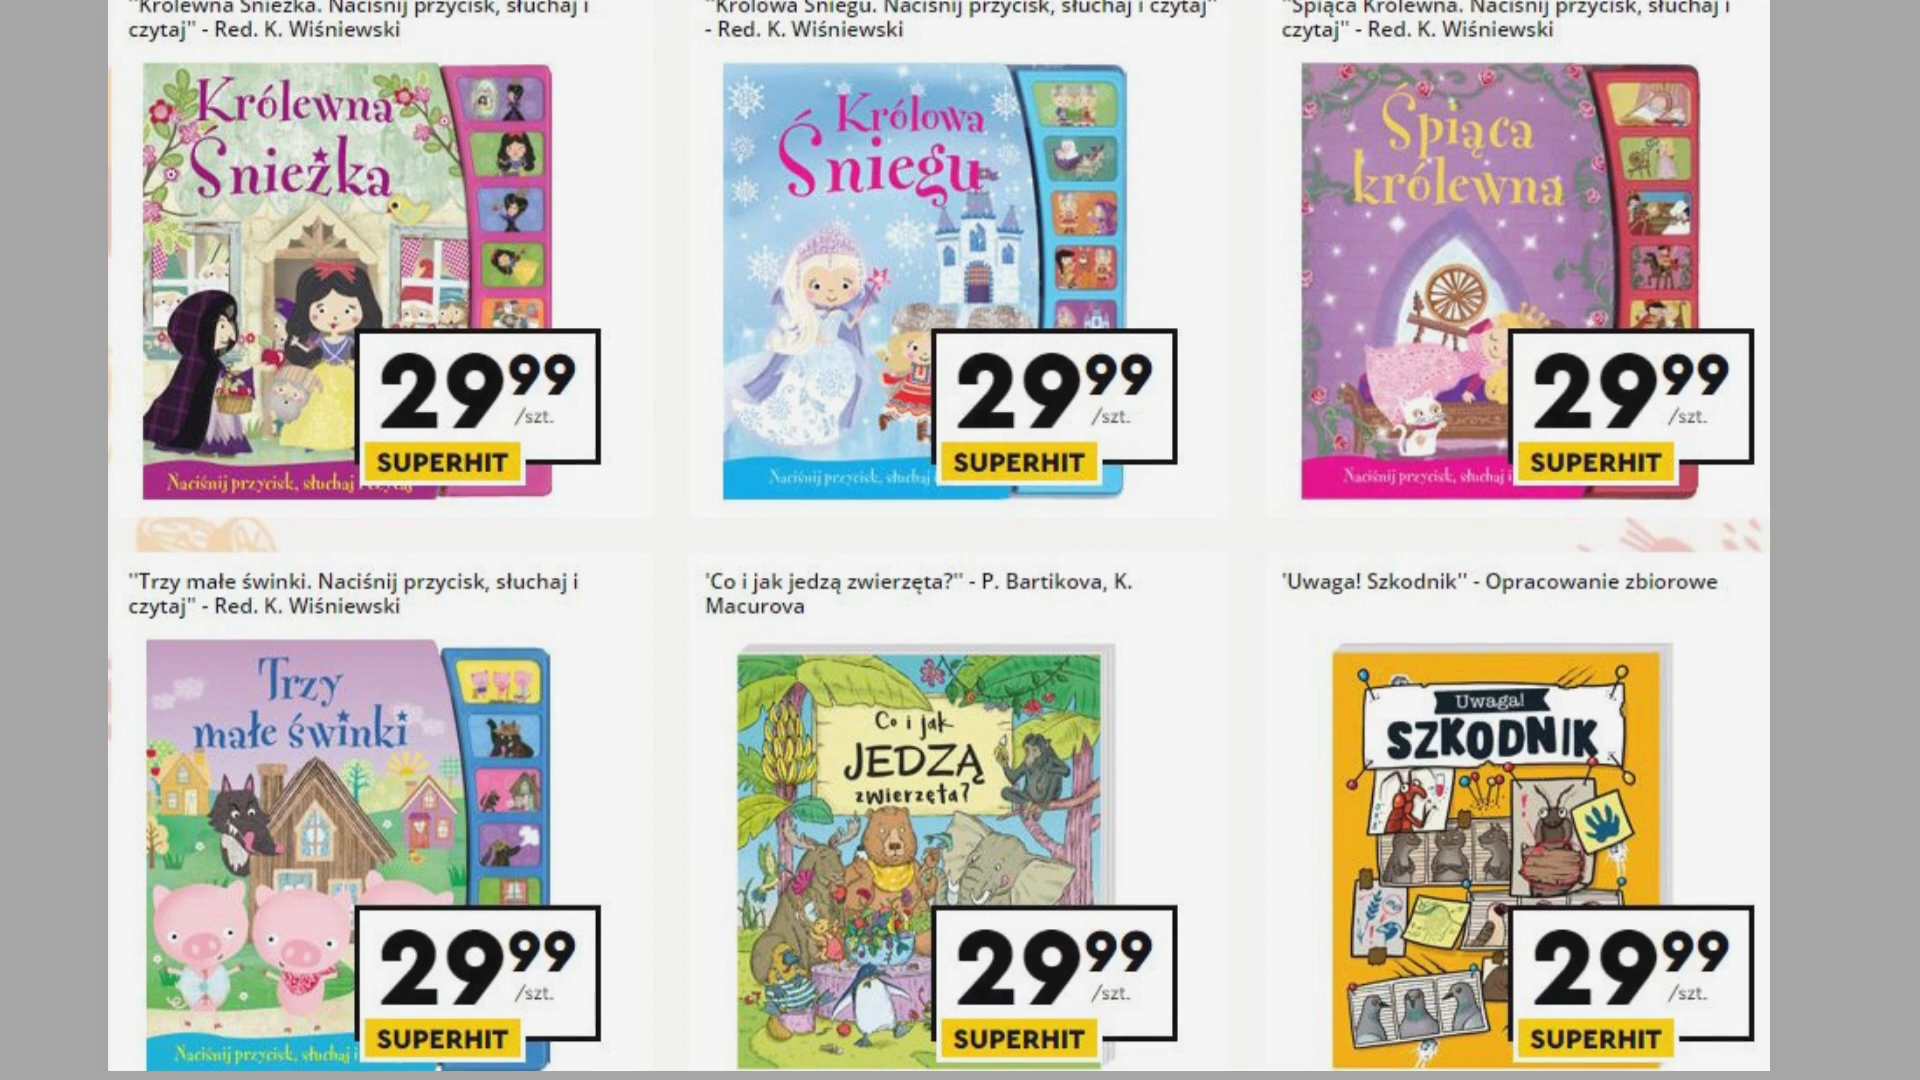 "Królewna Śnieżka. Naciśnij przycisk, słuchaj i
czytaj" - Red. K. Wiśniewski
Królewna
Śnieżka
Naciśnij przycisk, słuchaj i czytaj
29 99
/szt.
SUPERHIT
"Królowa Śniegu. Naciśnij przycisk, słuchaj i czytaj"
- Red. K. Wiśniewski
Królowa
Śniegu
Naciśnij przycisk, słuchaj
29 99
/szt.
SUPERHIT
"Śpiąca Królewna. Naciśnij przycisk, słuchaj i
czytaj" - Red. K. Wiśniewski
Śpiąca
królewna
Naciśnij przycisk, słuchaj i
29 99
/szt.
SUPERHIT
"Trzy małe świnki. Naciśnij przycisk, słuchaj i
czytaj" - Red. K. Wiśniewski
Trzy
małe świnki
Naciśnij przycisk, słuchaj i
29 99
/szt.
SUPERHIT
'Co i jak jedzą zwierzęta?" - P. Bartikova, K.
Macurova
Co i jak
JEDZĄ
zwierzęta?
29 99
/szt.
SUPERHIT
'Uwaga! Szkodnik" - Opracowanie zbiorowe
Uwaga!
SZKODNIK
29 99
/szt.
SUPERHIT